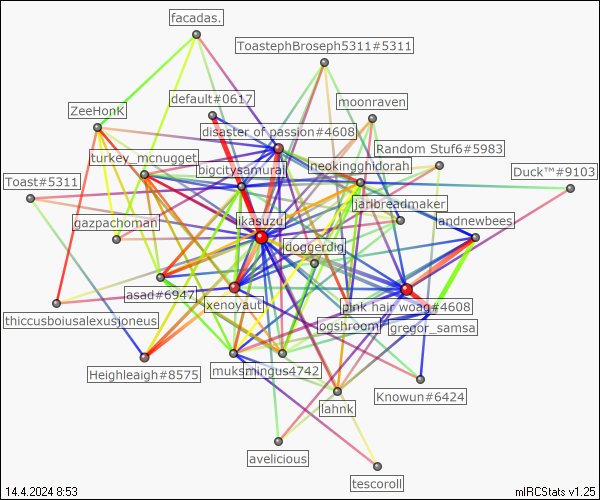 facadas.
ToastephBroseph5311#5311
default#0617
moonraven
ZeeHonK
disaster of passion#4608
Random Stuf6#5983
turkey_mcnugget
bigcitysamurai
neokingghidorah
Duck™#9103
Toast#5311
jarlbreadmaker
gazpachoman
ikasuzu
landnewbees
doggerdig
asad#6947
xenoyaut
pink hair woag#4608
thiccusboiusalexusjoneus
ogshroom
gregor_samsa
Heighleaigh#8575
muksmingus4742
Knowun#6424
lahnk
avelicious
tescoroll
14.4.2024 8:53
mIRCStats v1.25